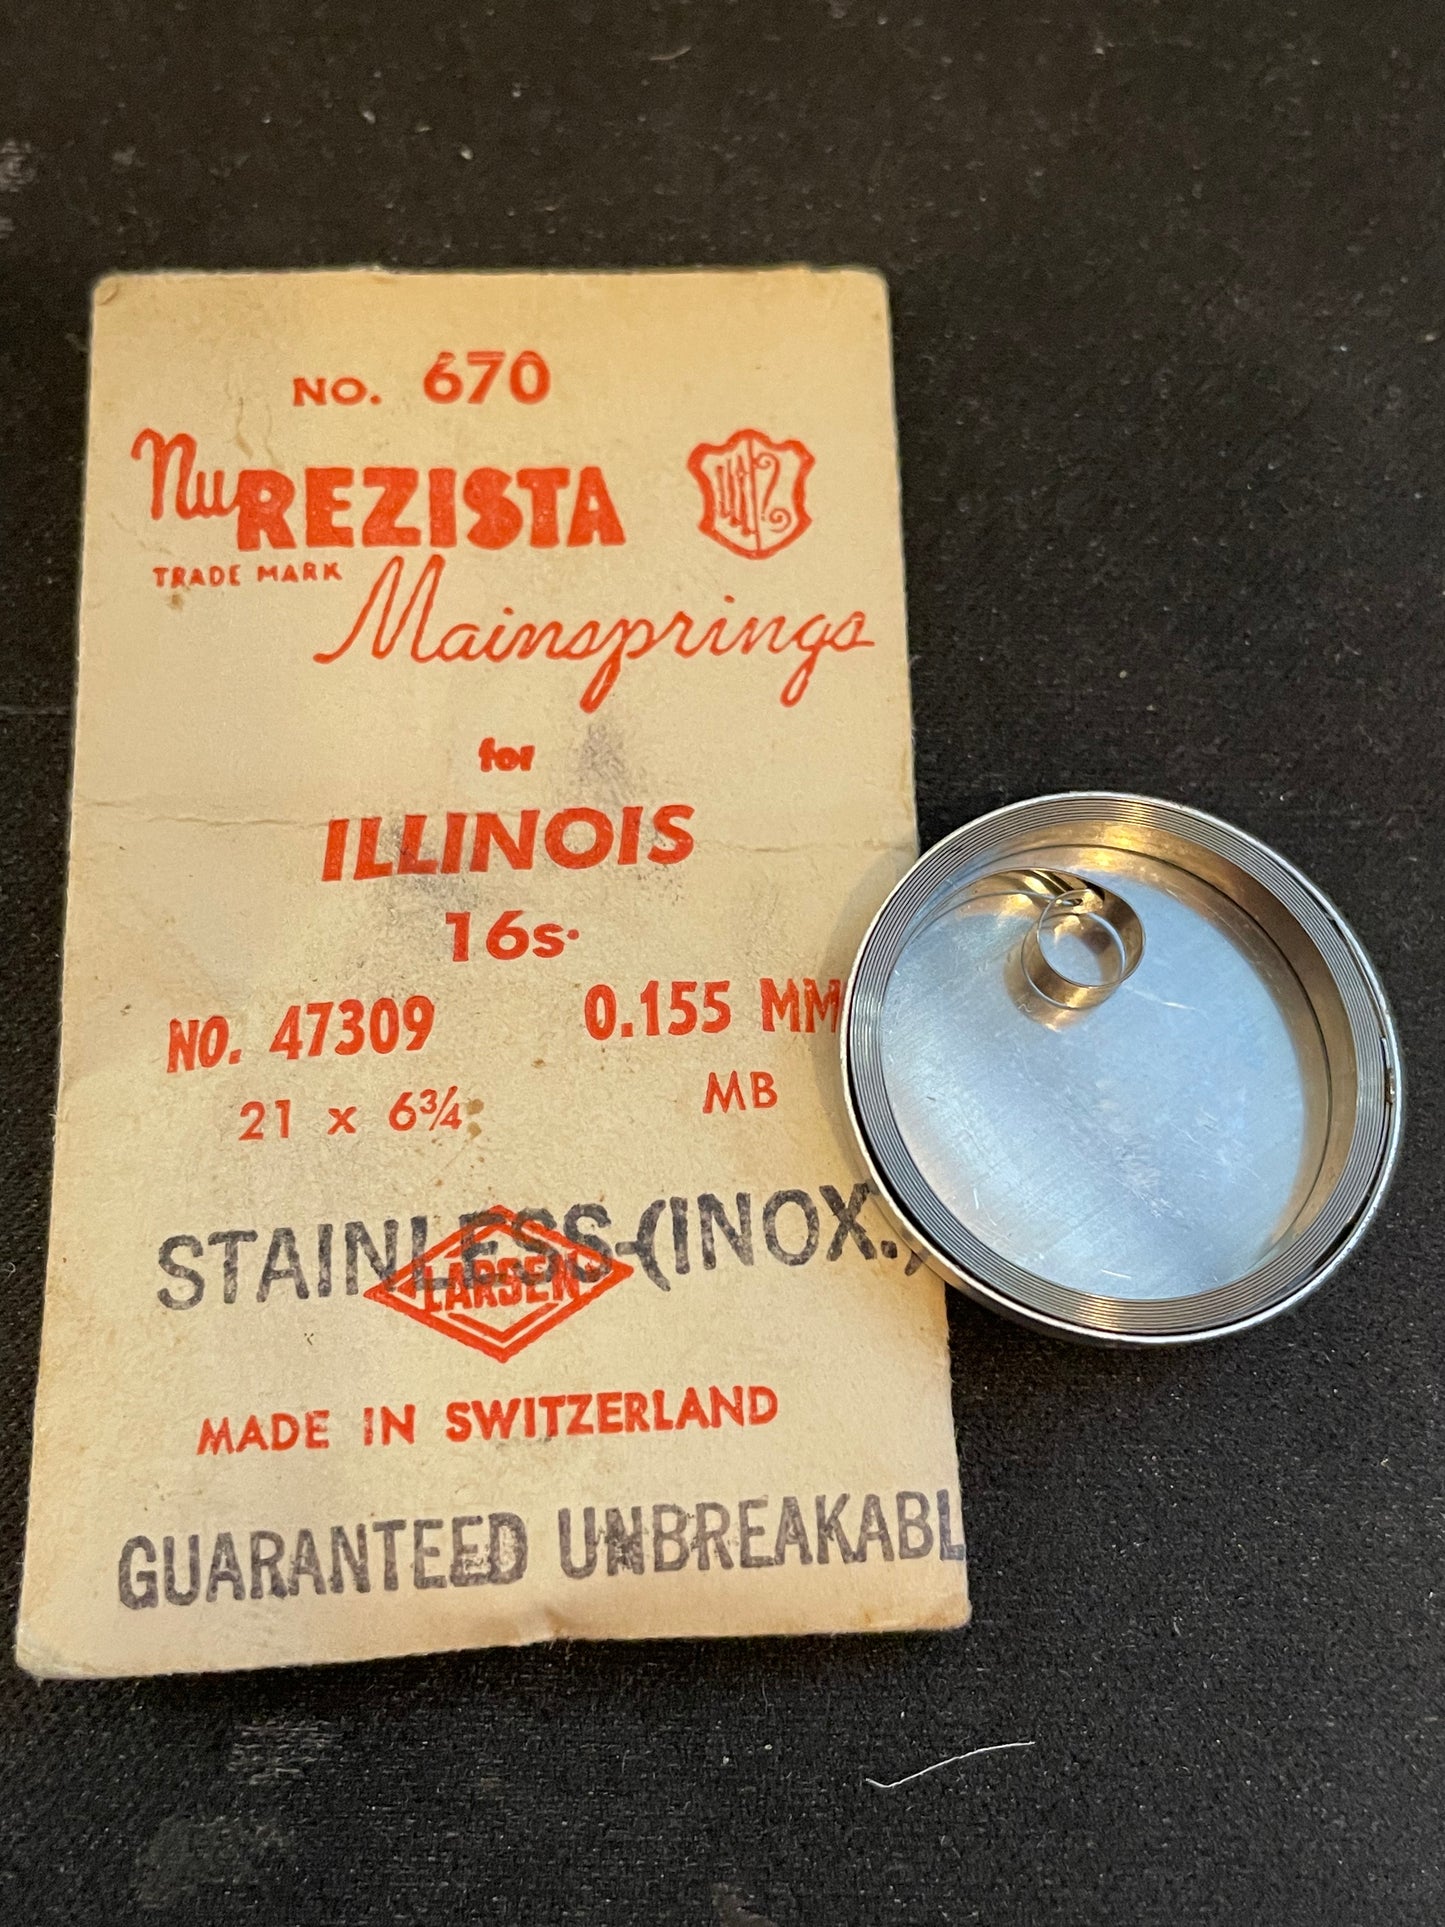 NO. 670
NuREZISTA
TRADE MARK
Mainsprings
for
ILLINOIS
16s.
NO. 47309 0.155 MM
21 x 6¾ MB
STAINLESS-(INOX.)
LARSEN
MADE IN SWITZERLAND
GUARANTEED UNBREAKABL